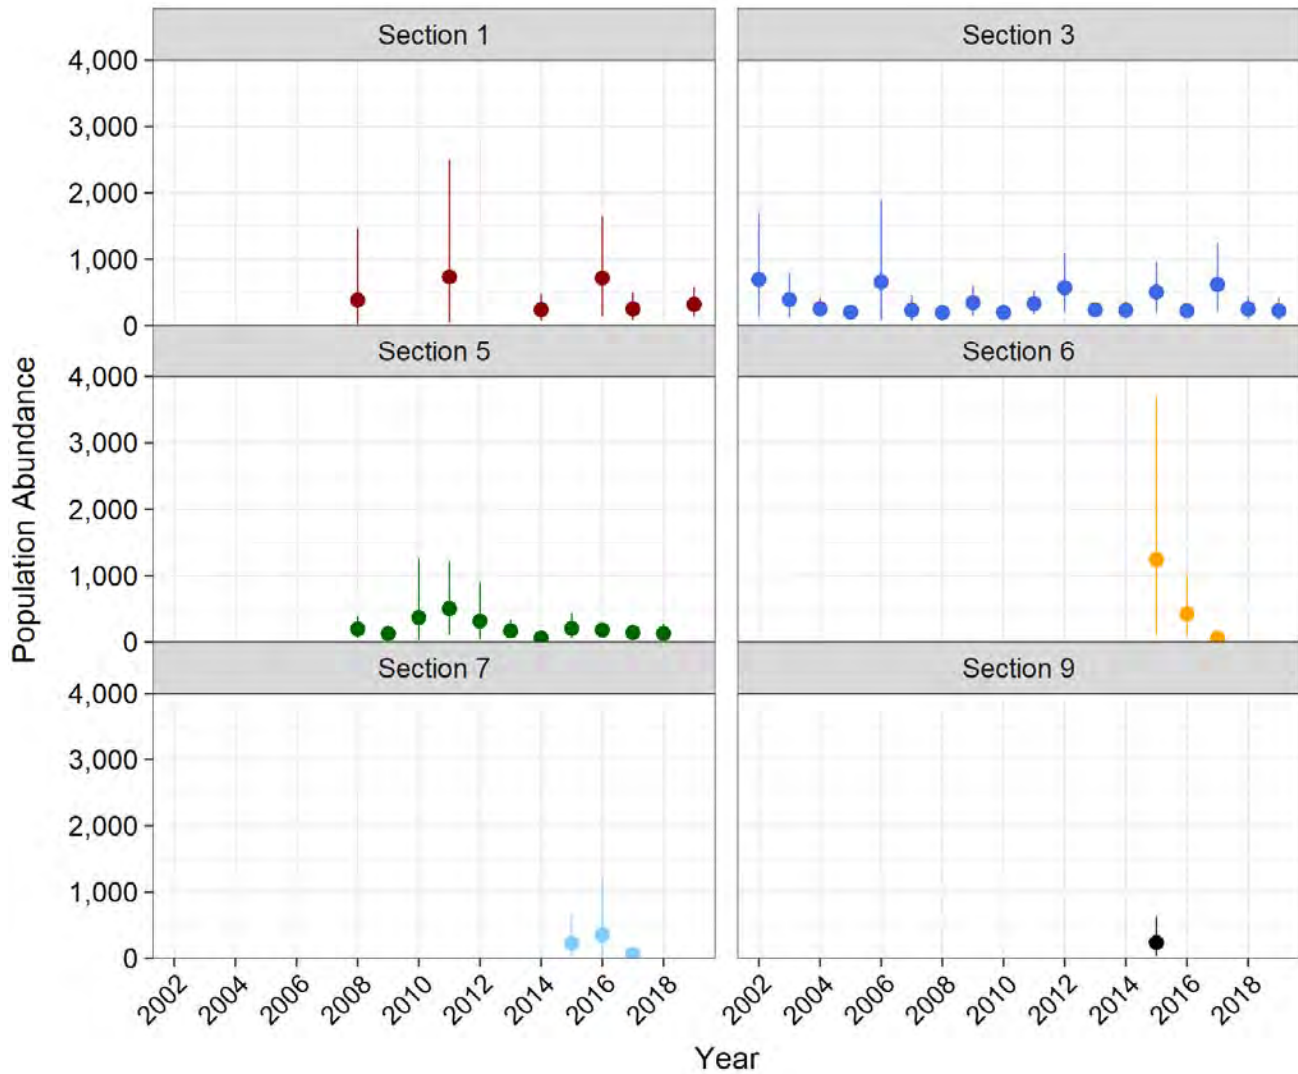 Section 1
Section 3
4,000
3,000
2,000
1,000
0
Section 5
Section 6
4,000
3,000
2,000
1,000
0
Section 7
Section 9
4,000
3,000
2,000
1,000
0
Population Abundance
2002 2004 2006 2008 2010 2012 2014 2016 2018
2002 2004 2006 2008 2010 2012 2014 2016 2018
Year